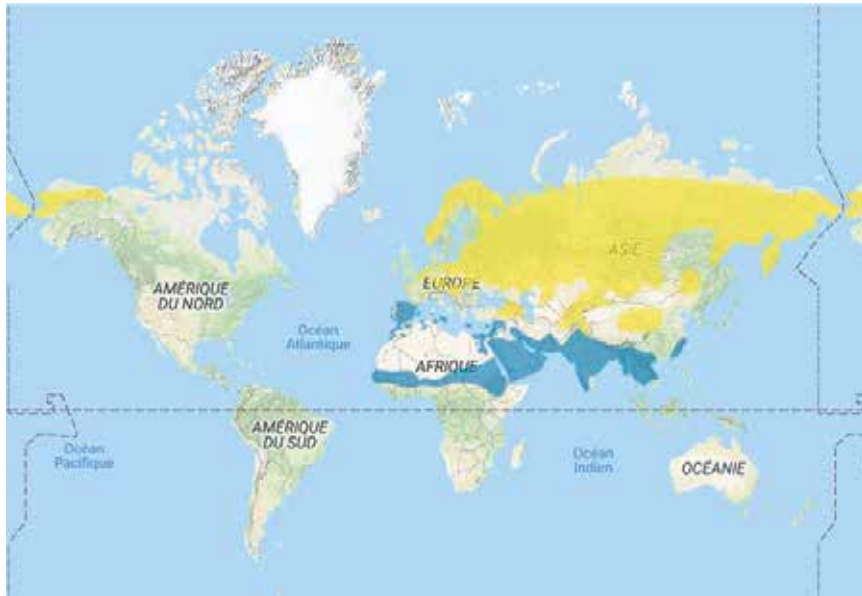 ASIE
EUROPE
AMÉRIQUE
DU NORD
Océan
Atlantique
AFRIQUE
AMÉRIQUE
DU SUD
Océan
Pacifique
Océan
Indien
OCÉANIE